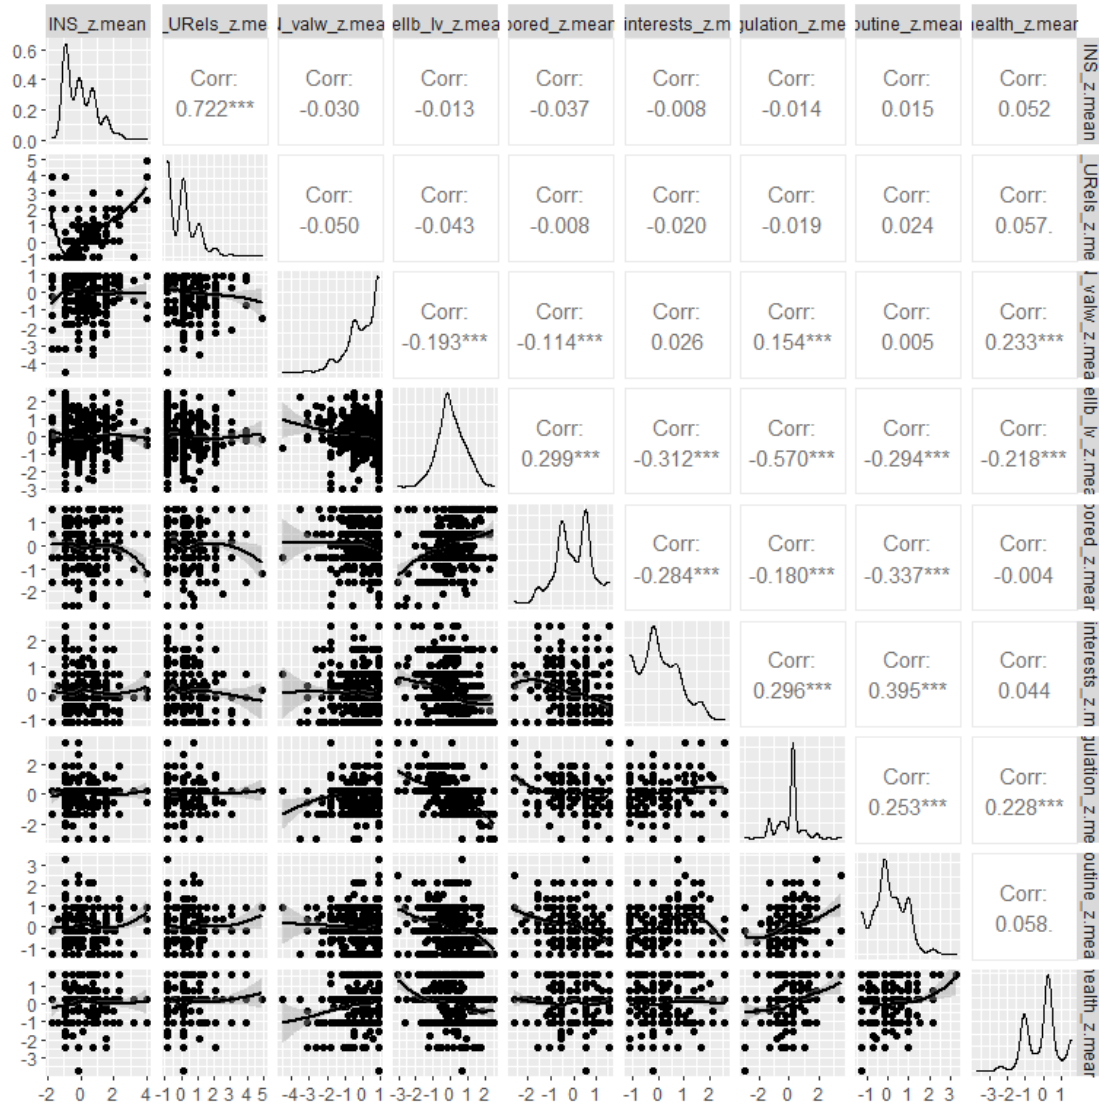 INS_z.mean _URels_z.me _valw_z.mea ellb_lv_z.mea bored_z.mear interests_z.m gulation_z.me outine_z.mea health_z.mear
0.6
0.4
0.2
0.0
Corr: Corr: Corr: Corr: Corr: Corr: Corr: Corr:
0.722*** -0.030 -0.013 -0.037 -0.008 -0.014 0.015 0.052
INS_z.mean
5
4
3
2
1
0
-1
Corr: Corr: Corr: Corr: Corr: Corr: Corr:
-0.050 -0.043 -0.008 -0.020 -0.019 0.024 0.057.
_URels_z.me
1
0
-1
-2
-3
-4
Corr: Corr: Corr: Corr: Corr: Corr:
-0.193*** -0.114*** 0.026 0.154*** 0.005 0.233***
_valw_z.mea
2
1
0
-1
-2
-3
Corr: Corr: Corr: Corr: Corr:
0.299*** -0.312*** -0.570*** -0.294*** -0.218***
ellb_lv_z.mea
1
0
-1
-2
Corr: Corr: Corr: Corr:
-0.284*** -0.180*** -0.337*** -0.004
bored_z.mear
2
1
0
-1
Corr: Corr: Corr:
0.296*** 0.395*** 0.044
interests_z.m
2
0
-2
Corr: Corr:
0.253*** 0.228***
gulation_z.me
3
2
1
0
-1
Corr:
0.058.
outine_z.mea
1
0
-1
-2
-3
health_z.mear
-2 0 2 4 -1 0 1 2 3 4 5 -4 -3 -2 -1 0 1 -3 -2 -1 0 1 2 -2 -1 0 1 -1 0 1 2 -2 0 2 -1 0 1 2 3 -3 -2 -1 0 1